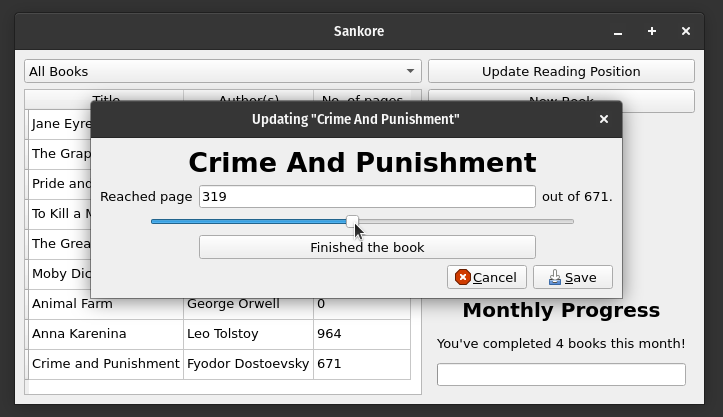 Sankore
All Books
Update Reading Position
Title Author(s) No. of pages
New Book
Updating "Crime And Punishment"
Jane Eyre
The Grap
Pride and
To Kill a M
The Grea
Moby Dic
Crime And Punishment
Reached page 319 out of 671.
Finished the book
Cancel
Save
Animal Farm George Orwell 0
Anna Karenina Leo Tolstoy 964
Crime and Punishment Fyodor Dostoevsky 671
Monthly Progress
You've completed 4 books this month!